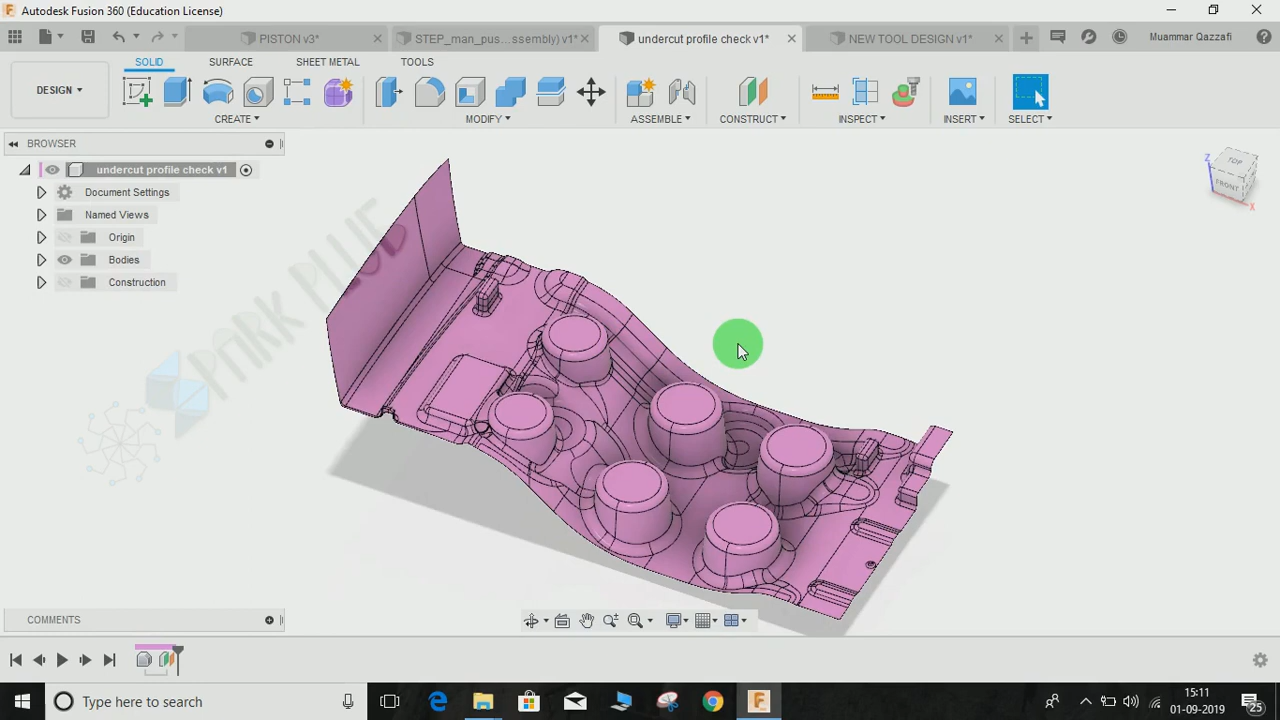 Autodesk Fusion 360 (Education License)
PISTON v3*
STEP_man_pus...ssembly) v1*
undercut profile check v1*
NEW TOOL DESIGN v1*
Muammar Qazzafi
DESIGN
SOLID
SURFACE
SHEET METAL
TOOLS
CREATE
MODIFY
ASSEMBLE
CONSTRUCT
INSPECT
INSERT
SELECT
BROWSER
undercut profile check v1
Document Settings
Named Views
Origin
Bodies
Construction
Z
TOP
FRONT
X
COMMENTS
Type here to search
15:11
01-09-2019
25